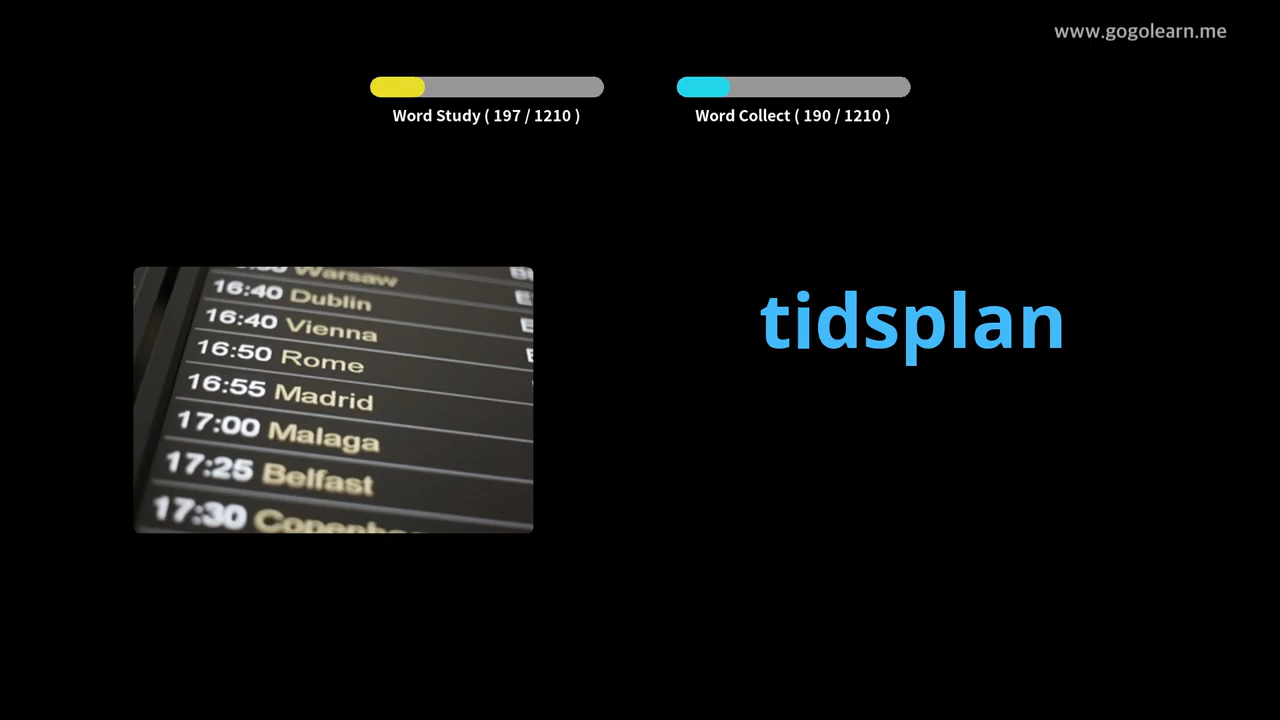 www.gogolearn.me
Word Study ( 197 / 1210 )
Word Collect ( 190 / 1210 )
Warsaw
16:40 Dublin
16:40 Vienna
16:50 Rome
16:55 Madrid
17:00 Malaga
17:25 Belfast
17:30
tidsplan